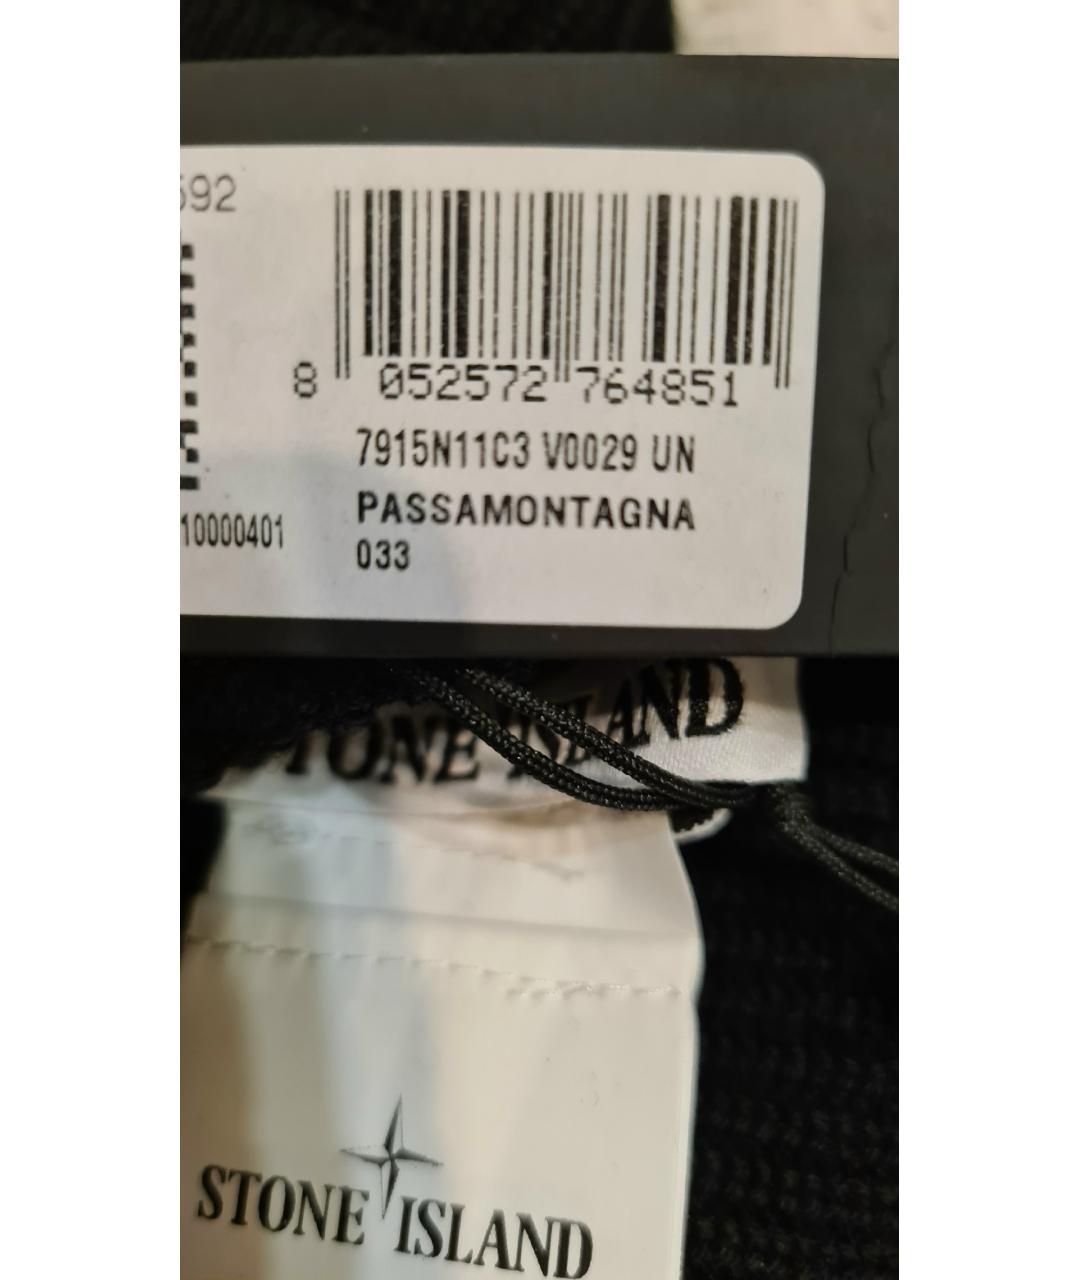 592
8 052572 764851
7915N11C3 V0029 UN
PASSAMONTAGNA
10000401
033
STONE ISLAND
STONE ISLAND